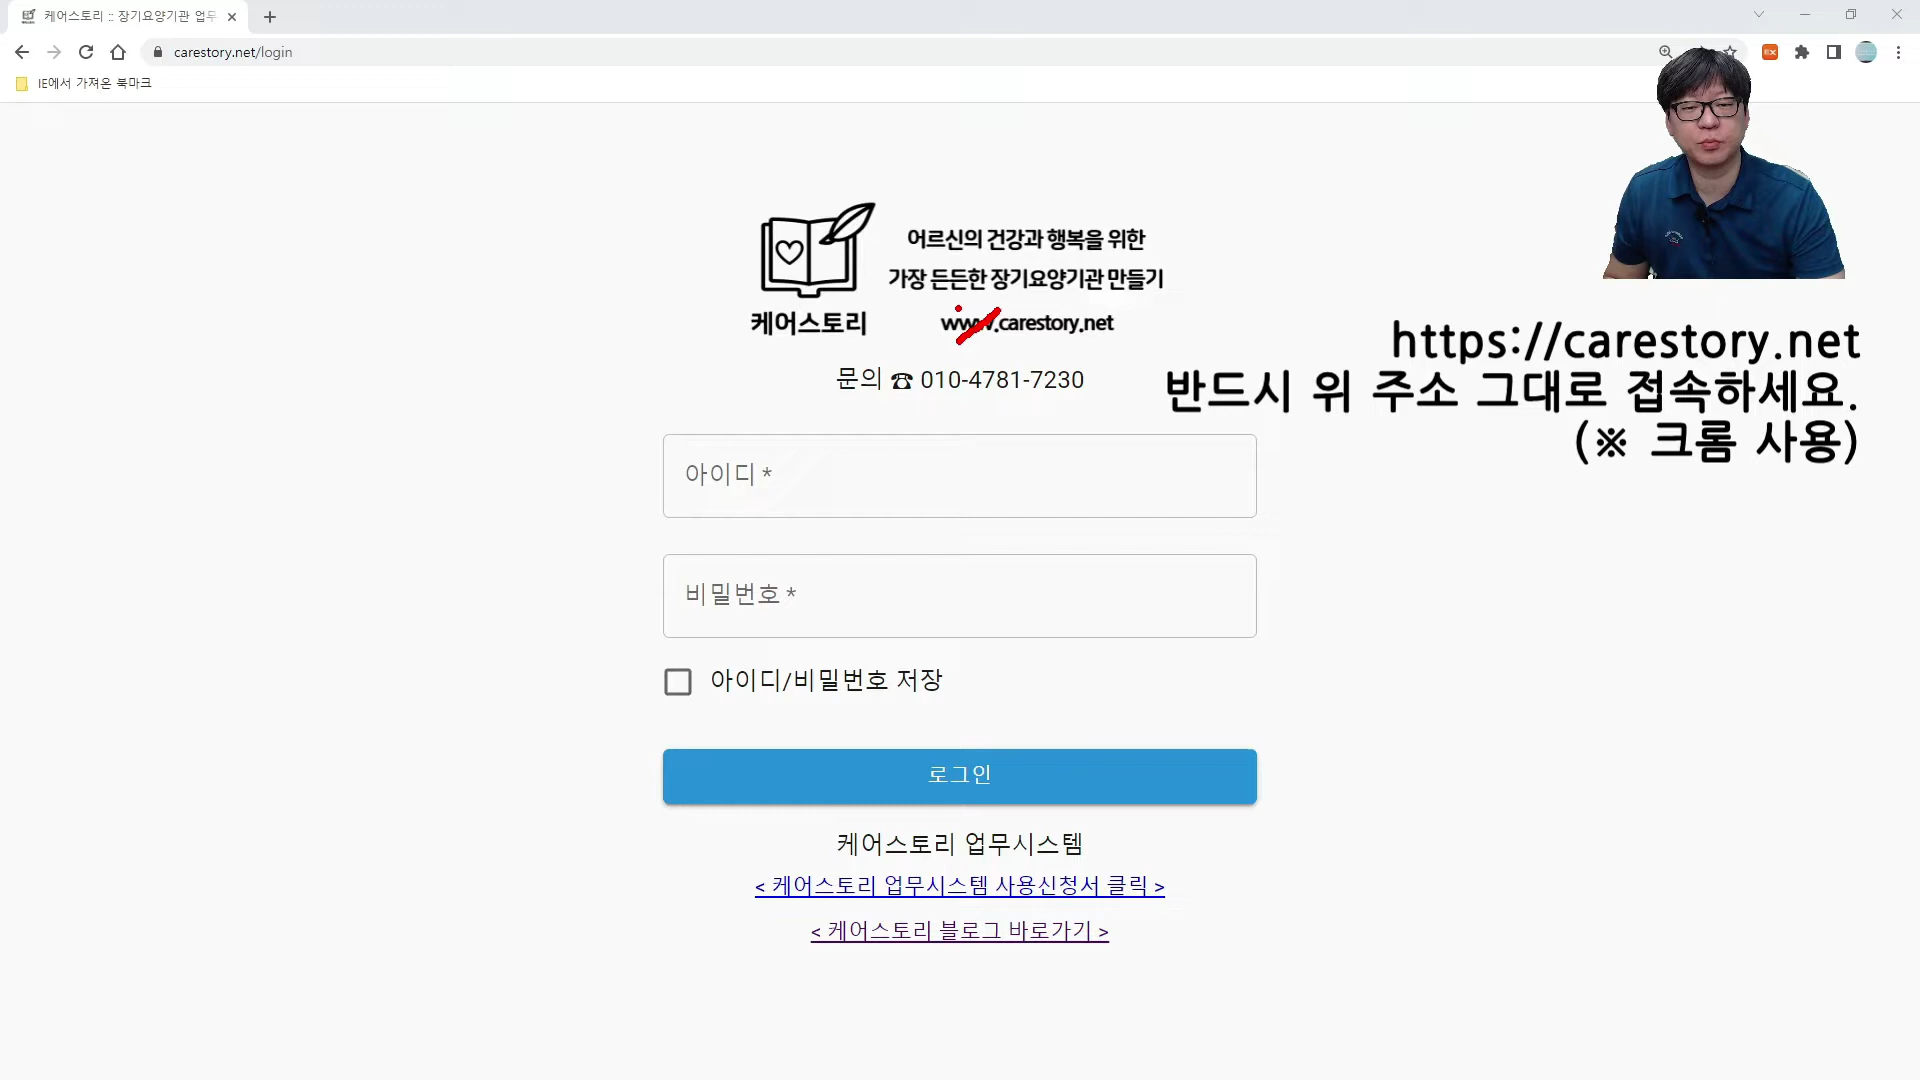 케어스토리 :: 장기요양기관 업무
carestory.net/login
IE에서 가져온 북마크
어르신의 건강과 행복을 위한
가장 든든한 장기요양기관 만들기
케어스토리
www.carestory.net
문의 ☎ 010-4781-7230
https://carestory.net
반드시 위 주소 그대로 접속하세요.
(※ 크롬 사용)
아이디 *
비밀번호 *
아이디/비밀번호 저장
로그인
케어스토리 업무시스템
< 케어스토리 업무시스템 사용신청서 클릭 >
< 케어스토리 블로그 바로가기 >